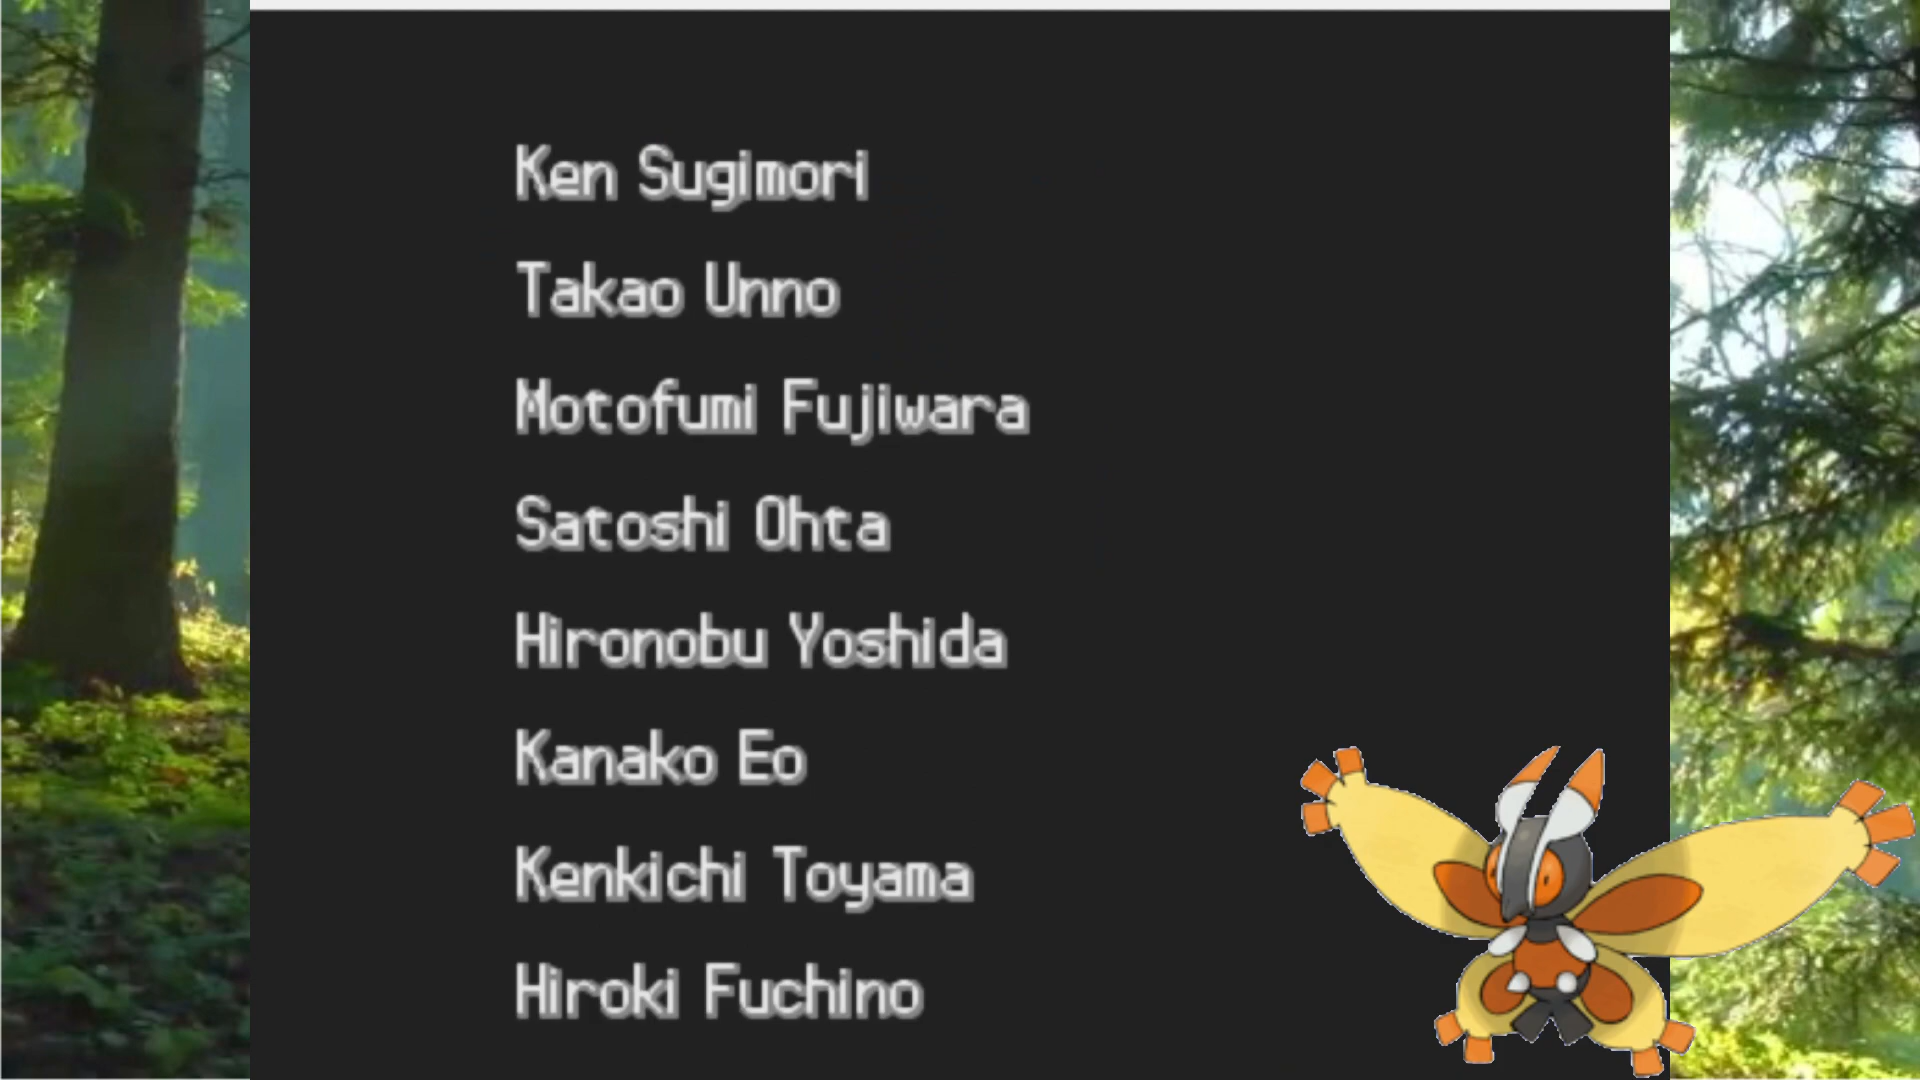 Ken Sugimori
Takao Unno
Motofumi Fujiwara
Satoshi Ohta
Hironobu Yoshida
Kanako Eo
Kenkichi Toyama
Hiroki Fuchino